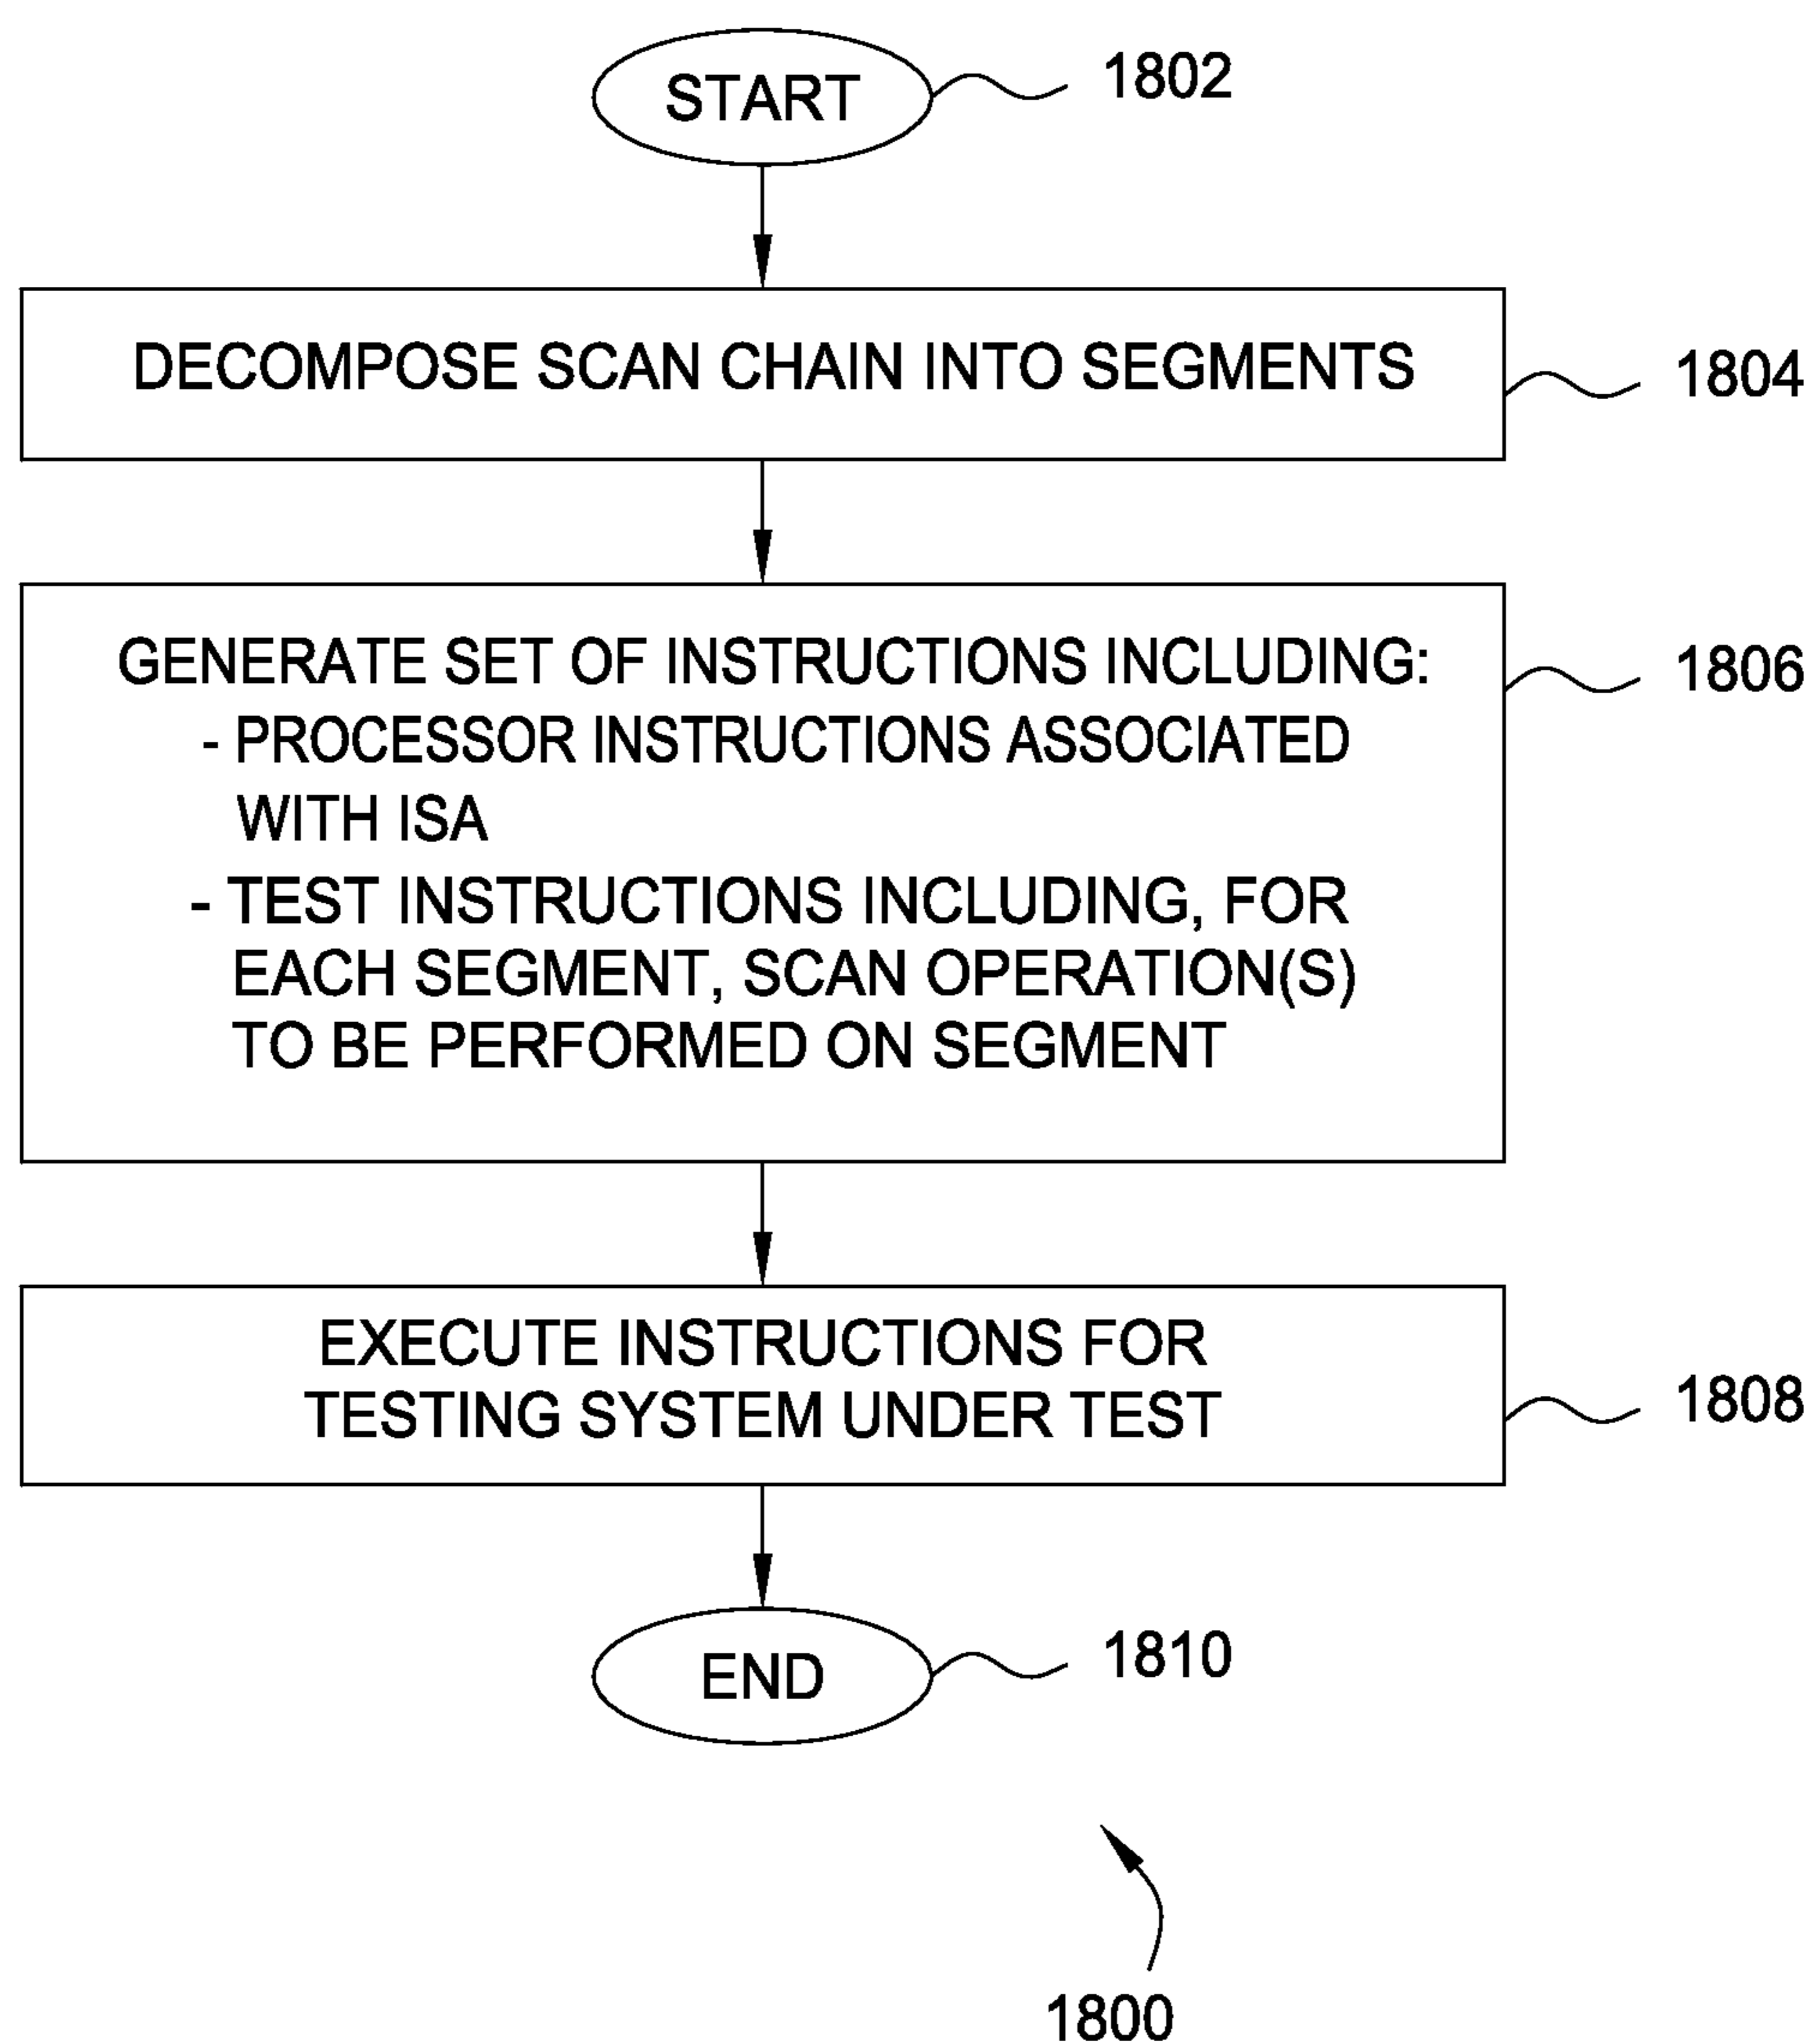 START
1802
DECOMPOSE SCAN CHAIN INTO SEGMENTS
1804
GENERATE SET OF INSTRUCTIONS INCLUDING:
1806
- PROCESSOR INSTRUCTIONS ASSOCIATED
WITH ISA
- TEST INSTRUCTIONS INCLUDING, FOR
EACH SEGMENT, SCAN OPERATION(S)
TO BE PERFORMED ON SEGMENT
EXECUTE INSTRUCTIONS FOR
TESTING SYSTEM UNDER TEST
1808
END
1810
1800